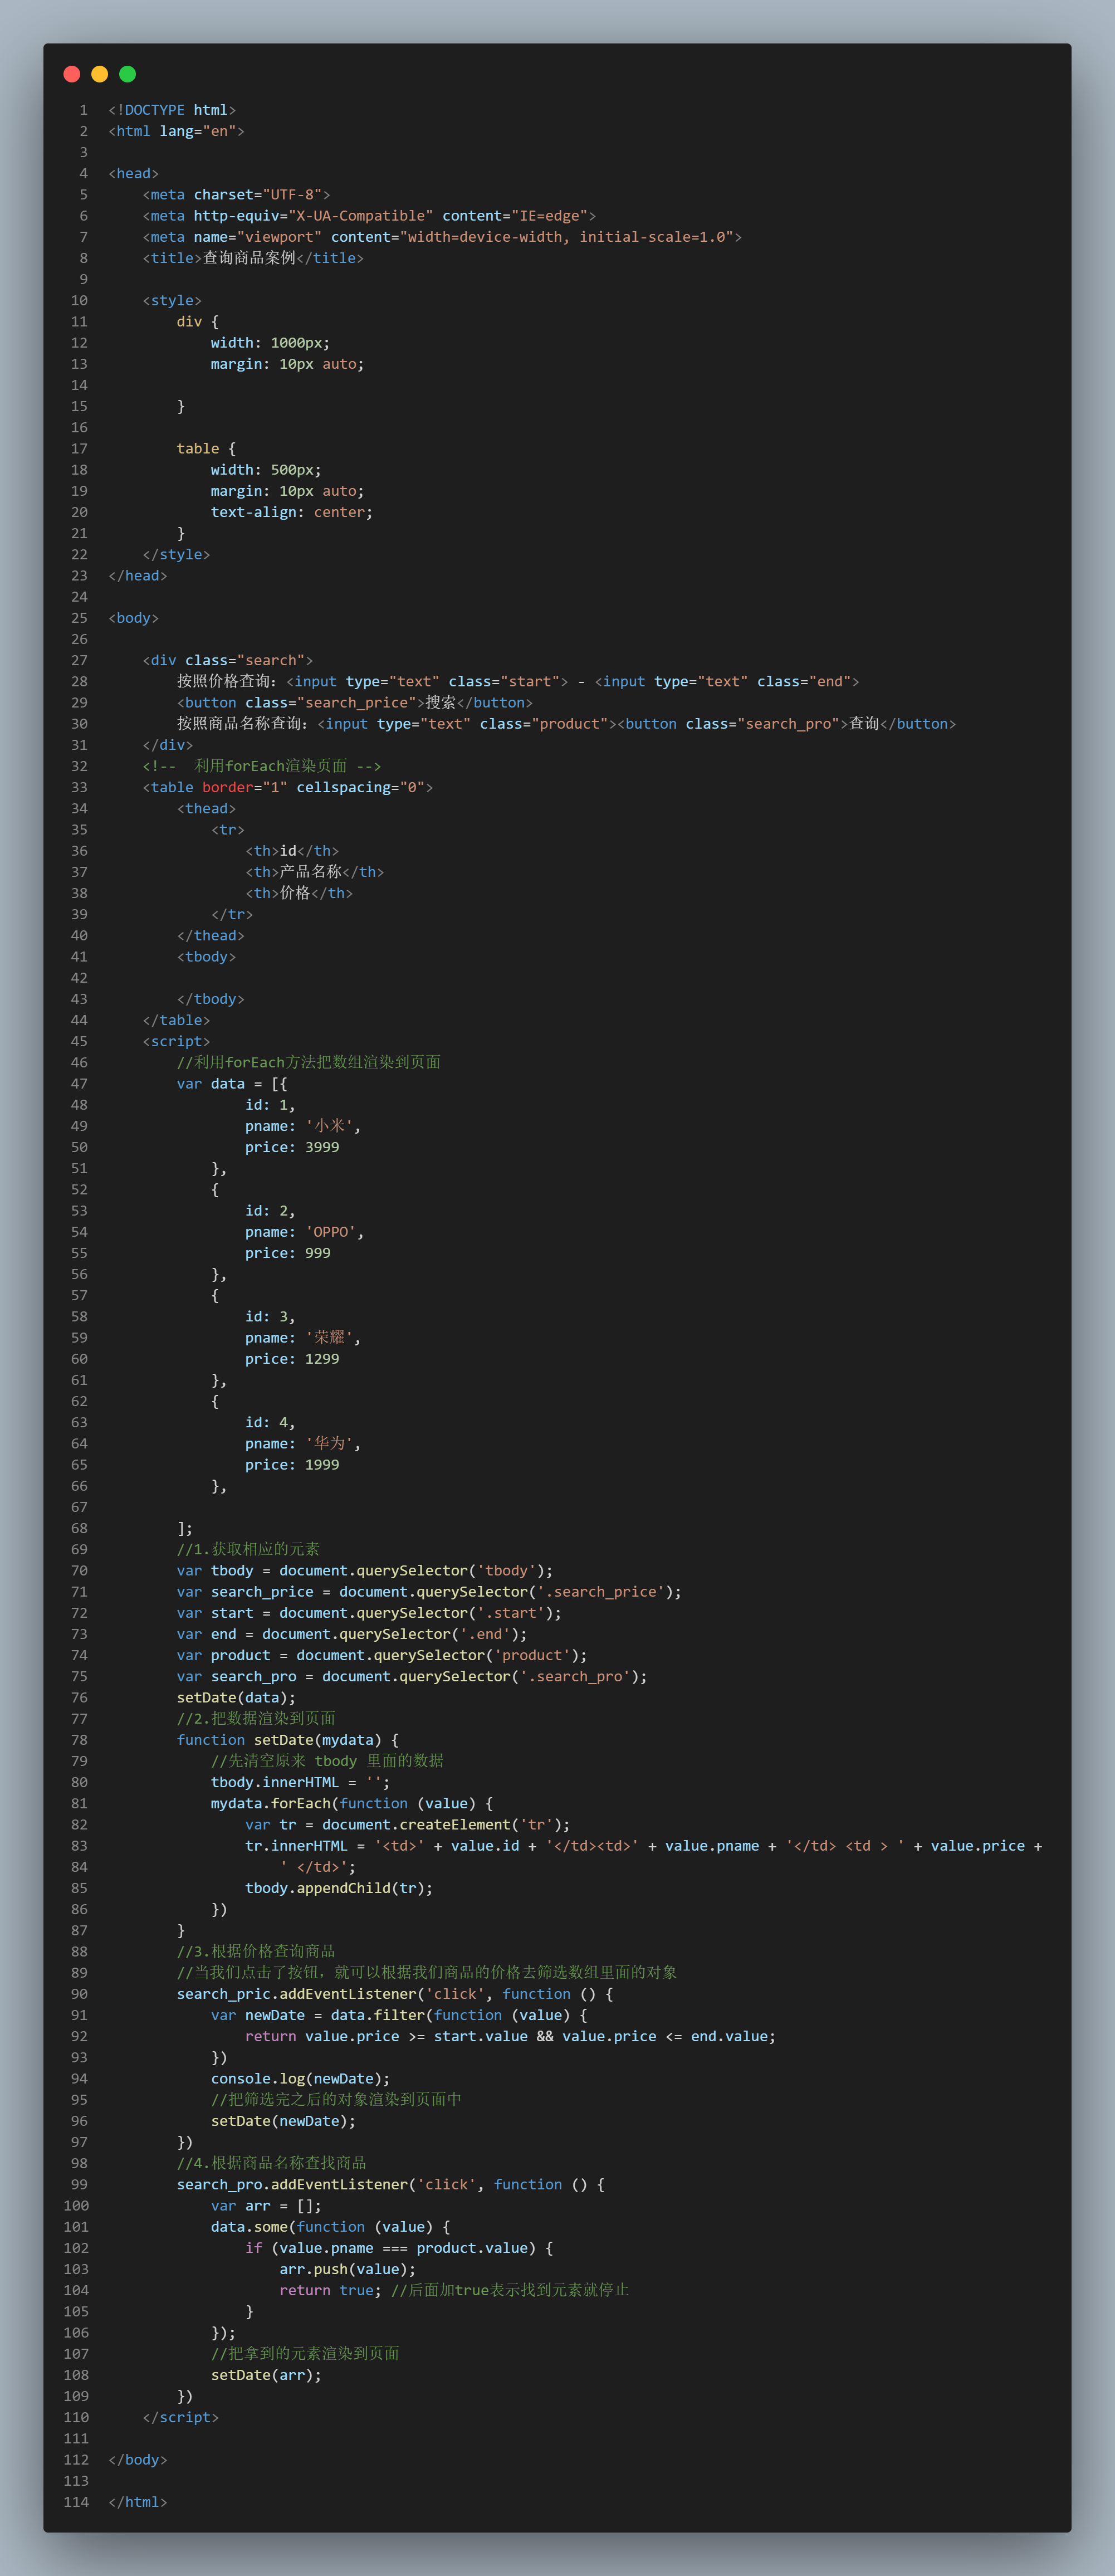 1 <!DOCTYPE html>
2 <html lang="en">
3
4 <head>
5     <meta charset="UTF-8">
6     <meta http-equiv="X-UA-Compatible" content="IE=edge">
7     <meta name="viewport" content="width=device-width, initial-scale=1.0">
8     <title>查询商品案例</title>
9
10     <style>
11         div {
12             width: 1000px;
13             margin: 10px auto;
14
15         }
16
17         table {
18             width: 500px;
19             margin: 10px auto;
20             text-align: center;
21         }
22     </style>
23 </head>
24
25 <body>
26
27     <div class="search">
28         按照价格查询: <input type="text" class="start"> - <input type="text" class="end">
29         <button class="search_price">搜索</button>
30         按照商品名称查询: <input type="text" class="product"><button class="search_pro">查询</button>
31     </div>
32     <!--  利用forEach渲染页面 -->
33     <table border="1" cellspacing="0">
34         <thead>
35             <tr>
36                 <th>id</th>
37                 <th>产品名称</th>
38                 <th>价格</th>
39             </tr>
40         </thead>
41         <tbody>
42
43         </tbody>
44     </table>
45     <script>
46         //利用forEach方法把数组渲染到页面
47         var data = [{
48                 id: 1,
49                 pname: '小米',
50                 price: 3999
51             },
52             {
53                 id: 2,
54                 pname: 'OPPO',
55                 price: 999
56             },
57             {
58                 id: 3,
59                 pname: '荣耀',
60                 price: 1299
61             },
62             {
63                 id: 4,
64                 pname: '华为',
65                 price: 1999
66             },
67
68         ];
69         //1.获取相应的元素
70         var tbody = document.querySelector('tbody');
71         var search_price = document.querySelector('.search_price');
72         var start = document.querySelector('.start');
73         var end = document.querySelector('.end');
74         var product = document.querySelector('product');
75         var search_pro = document.querySelector('.search_pro');
76         setDate(data);
77         //2.把数据渲染到页面
78         function setDate(mydata) {
79             //先清空原来 tbody 里面的数据
80             tbody.innerHTML = '';
81             mydata.forEach(function (value) {
82                 var tr = document.createElement('tr');
83                 tr.innerHTML = '<td>' + value.id + '</td><td>' + value.pname + '</td> <td > ' + value.price +
84                     ' </td>';
85                 tbody.appendChild(tr);
86             })
87         }
88         //3.根据价格查询商品
89         //当我们点击了按钮，就可以根据我们商品的价格去筛选数组里面的对象
90         search_pric.addEventListener('click', function () {
91             var newDate = data.filter(function (value) {
92                 return value.price >= start.value && value.price <= end.value;
93             })
94             console.log(newDate);
95             //把筛选完之后的对象渲染到页面中
96             setDate(newDate);
97         })
98         //4.根据商品名称查找商品
99         search_pro.addEventListener('click', function () {
100             var arr = [];
101             data.some(function (value) {
102                 if (value.pname === product.value) {
103                     arr.push(value);
104                     return true; //后面加true表示找到元素就停止
105                 }
106             });
107             //把拿到的元素渲染到页面
108             setDate(arr);
109         })
110     </script>
111
112 </body>
113
114 </html>